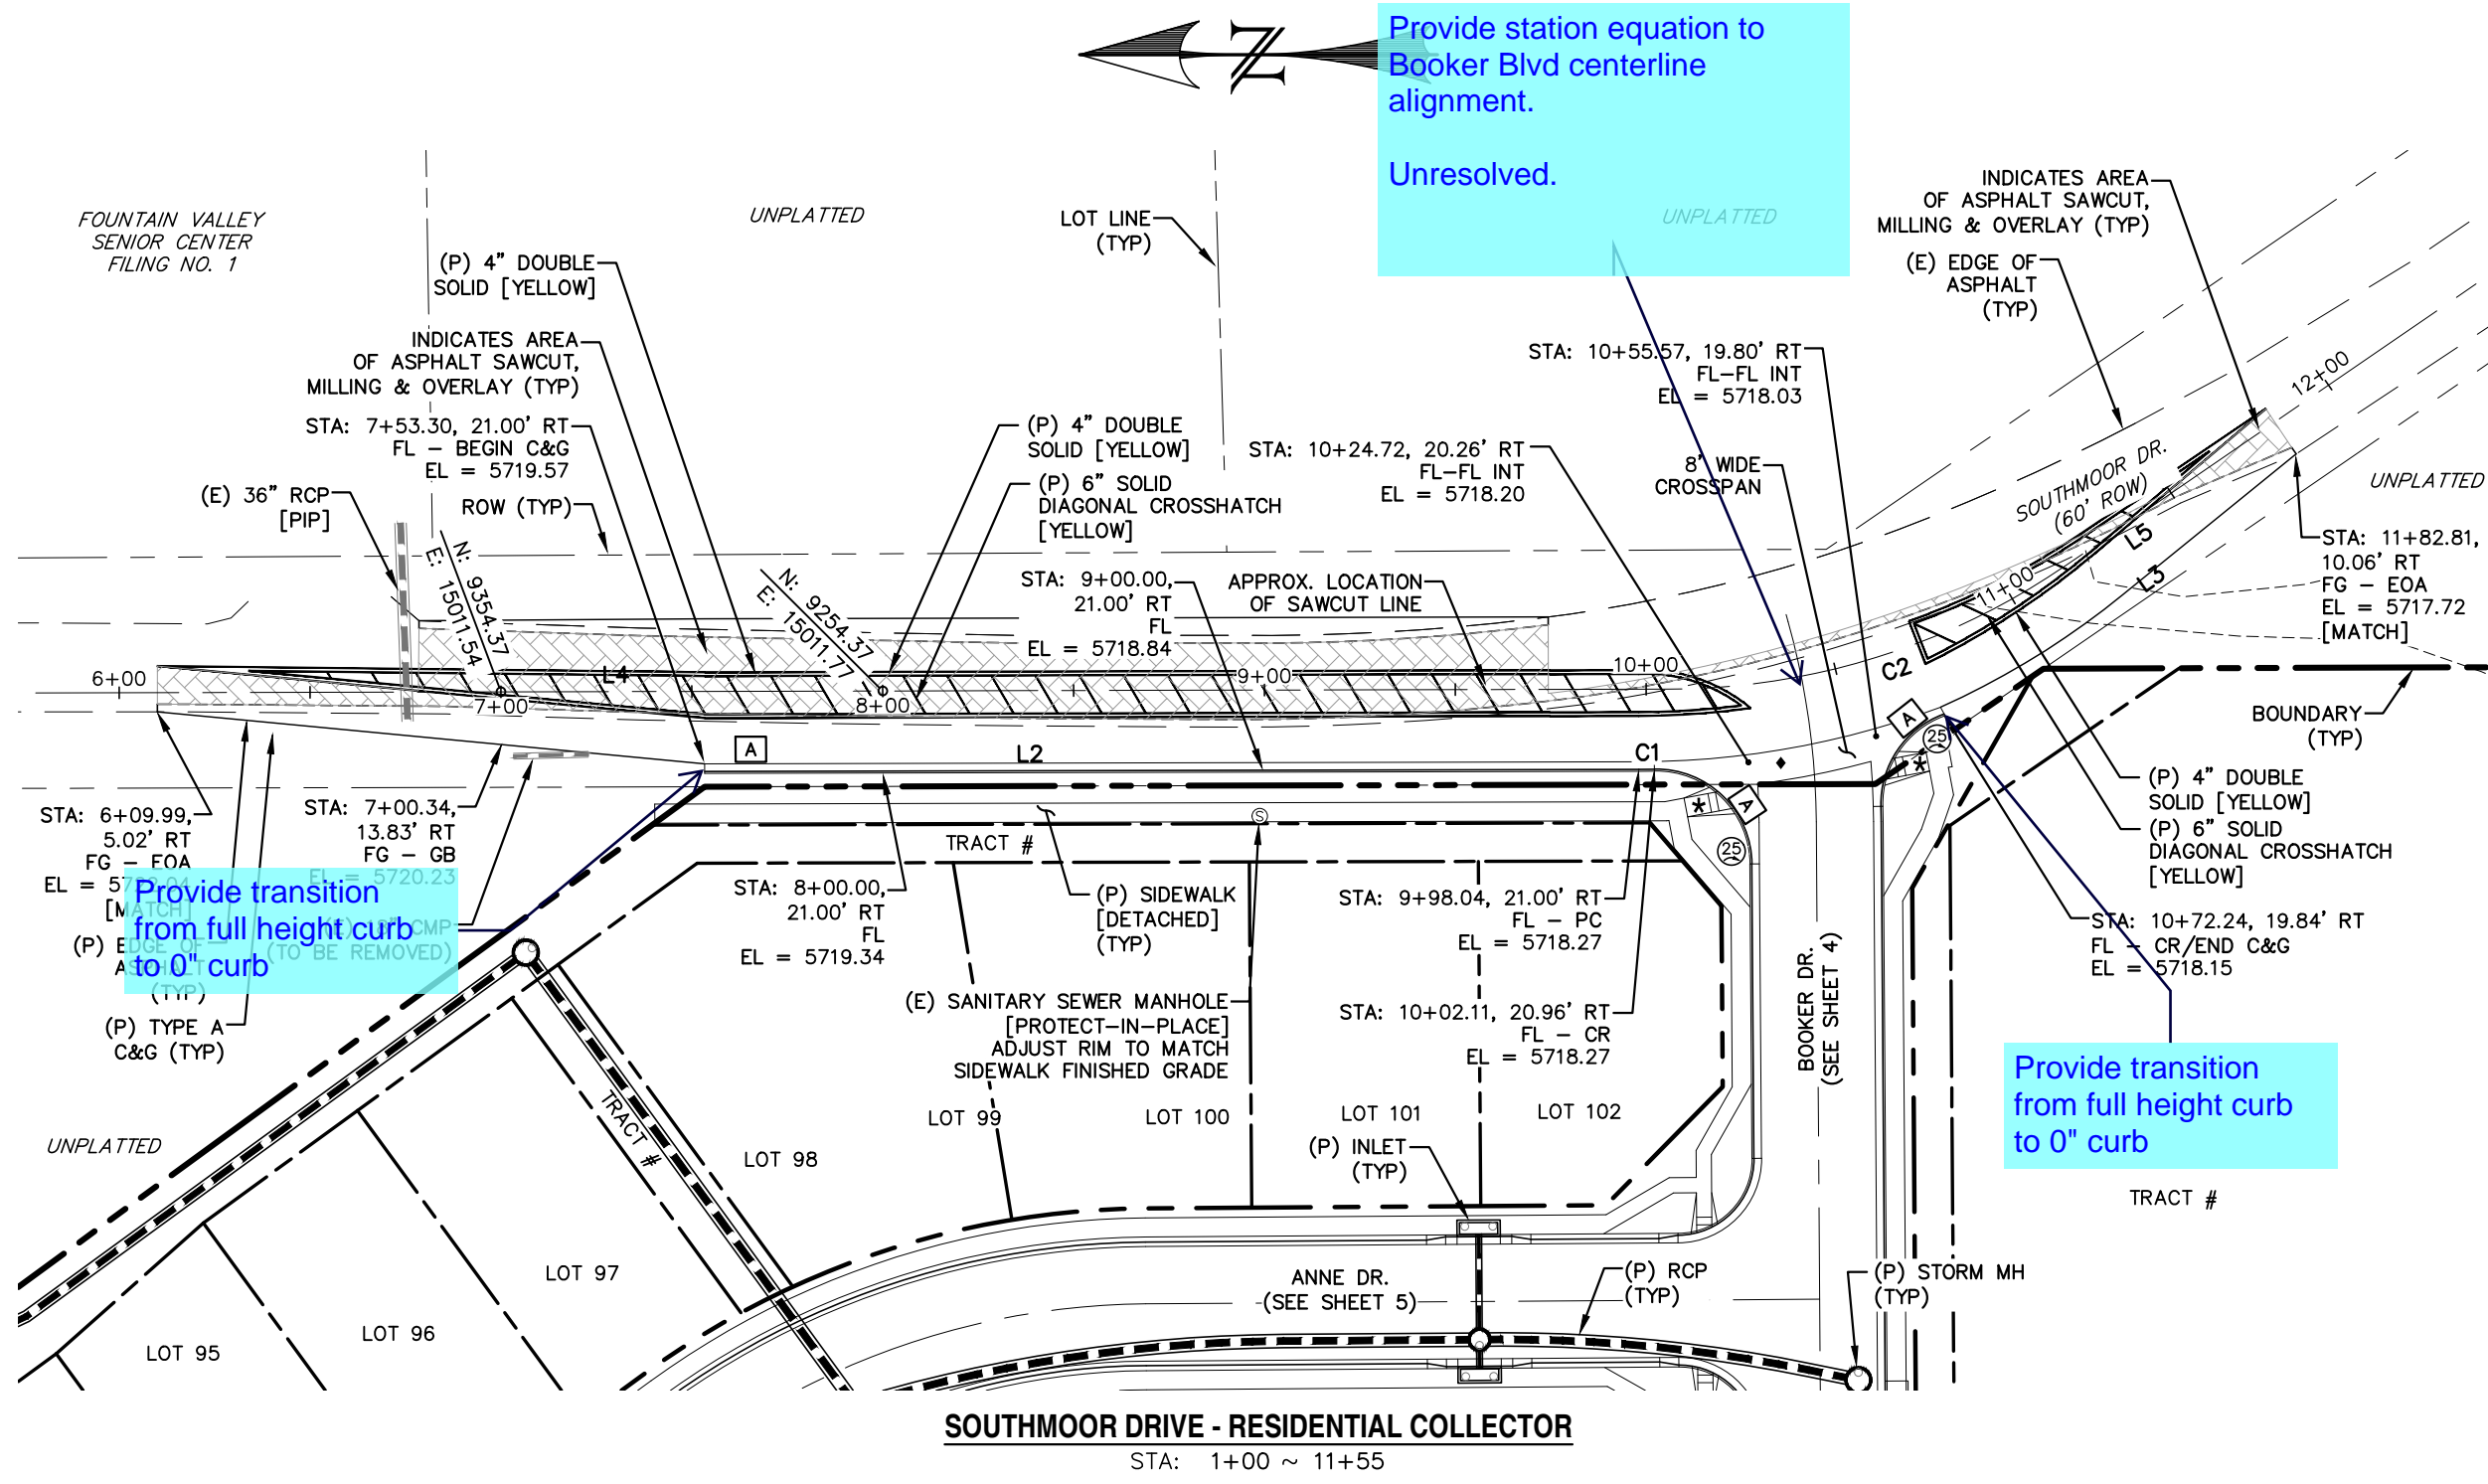 Z
Provide station equation to
Booker Blvd centerline
alignment.
Unresolved.
FOUNTAIN VALLEY
SENIOR CENTER
FILING NO. 1
UNPLATTED
LOT LINE
(TYP)
UNPLATTED
INDICATES AREA
OF ASPHALT SAWCUT,
MILLING & OVERLAY (TYP)
(E) EDGE OF
ASPHALT
(TYP)
(P) 4" DOUBLE
SOLID [YELLOW]
INDICATES AREA
OF ASPHALT SAWCUT,
MILLING & OVERLAY (TYP)
STA: 7+53.30, 21.00' RT
FL – BEGIN C&G
EL = 5719.57
(E) 36" RCP
[PIP]
ROW (TYP)
(P) 4" DOUBLE
SOLID [YELLOW]
(P) 6" SOLID
DIAGONAL CROSSHATCH
[YELLOW]
STA: 10+24.72, 20.26' RT
FL–FL INT
EL = 5718.20
STA: 10+55.57, 19.80' RT
FL–FL INT
EL = 5718.03
8' WIDE
CROSSPAN
12+00
SOUTHMOOR DR.
(60' ROW)
UNPLATTED
STA: 11+82.81,
10.06' RT
FG – EOA
EL = 5717.72
[MATCH]
L5
L3
11+00
N: 9354.37
E: 15011.54
N: 9254.37
E: 15011.77
STA: 9+00.00,
21.00' RT
FL
EL = 5718.84
APPROX. LOCATION
OF SAWCUT LINE
6+00
L4
7+00
8+00
9+00
10+00
C2
A
L2
C1
A
A
25
25
*
*
BOUNDARY
(TYP)
(P) 4" DOUBLE
SOLID [YELLOW]
(P) 6" SOLID
DIAGONAL CROSSHATCH
[YELLOW]
STA: 6+09.99,
5.02' RT
FG – EOA
[MATCH]
STA: 7+00.34,
13.83' RT
FG – GB
EL = 5720.23
(P) EDGE OF
ASPHALT
(TYP)
CMP
(TO BE REMOVED)
Provide transition
from full height curb
to 0" curb
(P) TYPE A
C&G (TYP)
TRACT #
S
STA: 8+00.00,
21.00' RT
FL
EL = 5719.34
(P) SIDEWALK
[DETACHED]
(TYP)
STA: 9+98.04, 21.00' RT
FL – PC
EL = 5718.27
(E) SANITARY SEWER MANHOLE
[PROTECT–IN–PLACE]
ADJUST RIM TO MATCH
SIDEWALK FINISHED GRADE
STA: 10+02.11, 20.96' RT
FL – CR
EL = 5718.27
BOOKER DR.
(SEE SHEET 4)
STA: 10+72.24, 19.84' RT
FL – CR/END C&G
EL = 5718.15
Provide transition
from full height curb
to 0" curb
TRACT #
UNPLATTED
TRACT #
LOT 98
LOT 99
LOT 100
LOT 101
LOT 102
(P) INLET
(TYP)
LOT 97
LOT 96
LOT 95
ANNE DR.
(SEE SHEET 5)
(P) RCP
(TYP)
(P) STORM MH
(TYP)
SOUTHMOOR DRIVE - RESIDENTIAL COLLECTOR
STA: 1+00 ~ 11+55